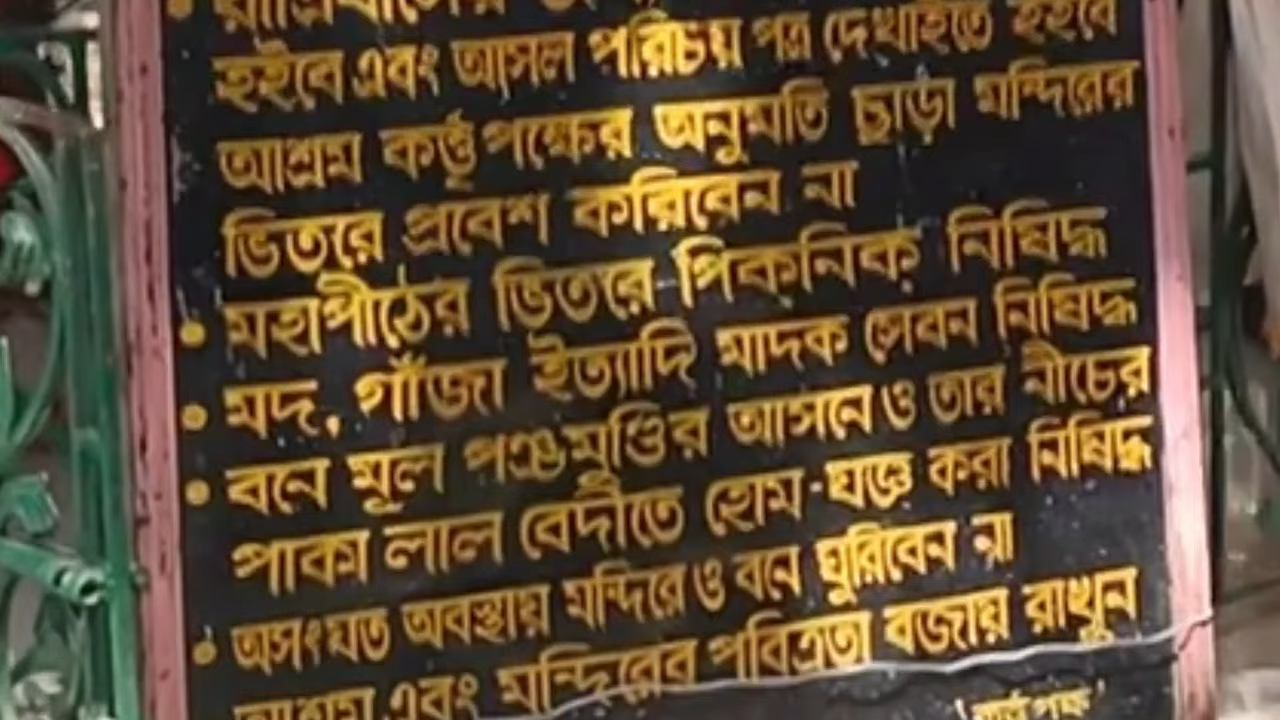 • রাত্রিবাসের
হইবে এবং আসল পরিচয় পত্র দেখাইতে হইবে
আশ্রম কর্ত্তৃপক্ষের অনুমতি ছাড়া মন্দিরের
ভিতরে প্রবেশ করিবেন না
• মহাপীঠের ভিতরে পিক্‌নিক্ নিষিদ্ধ
• মদ, গাঁজা ইত্যাদি মাদক সেবন নিষিদ্ধ
• বনে মূল পঞ্চমুণ্ডির আসনে ও তার নীচের
পাকা লাল বেদীতে হোম-যজ্ঞ করা নিষিদ্ধ
• অসংযত অবস্থায় মন্দিরে ও বনে ঘুরিবেন না
আশ্রম এবং মন্দিরের পবিত্রতা বজায় রাখুন